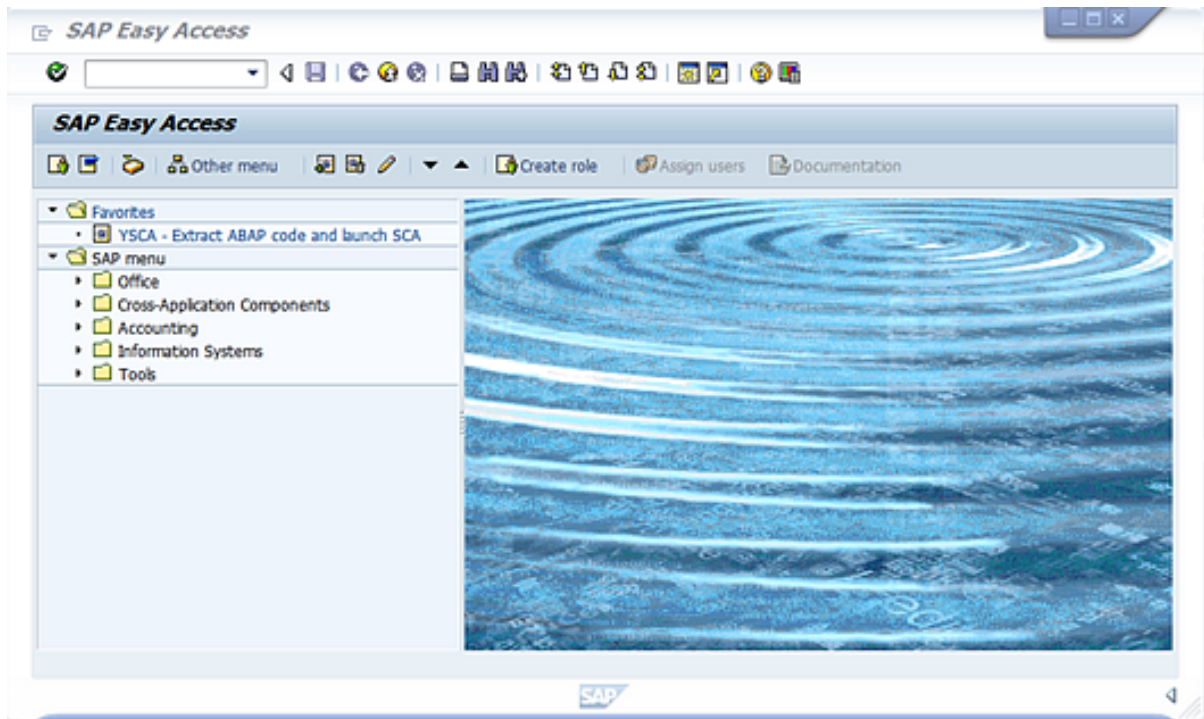 SAP Easy Access
SAP Easy Access
Other menu Create role Assign users Documentation
Favorites
YSCA - Extract ABAP code and launch SCA
SAP menu
Office
Cross-Application Components
Accounting
Information Systems
Tools
SAP